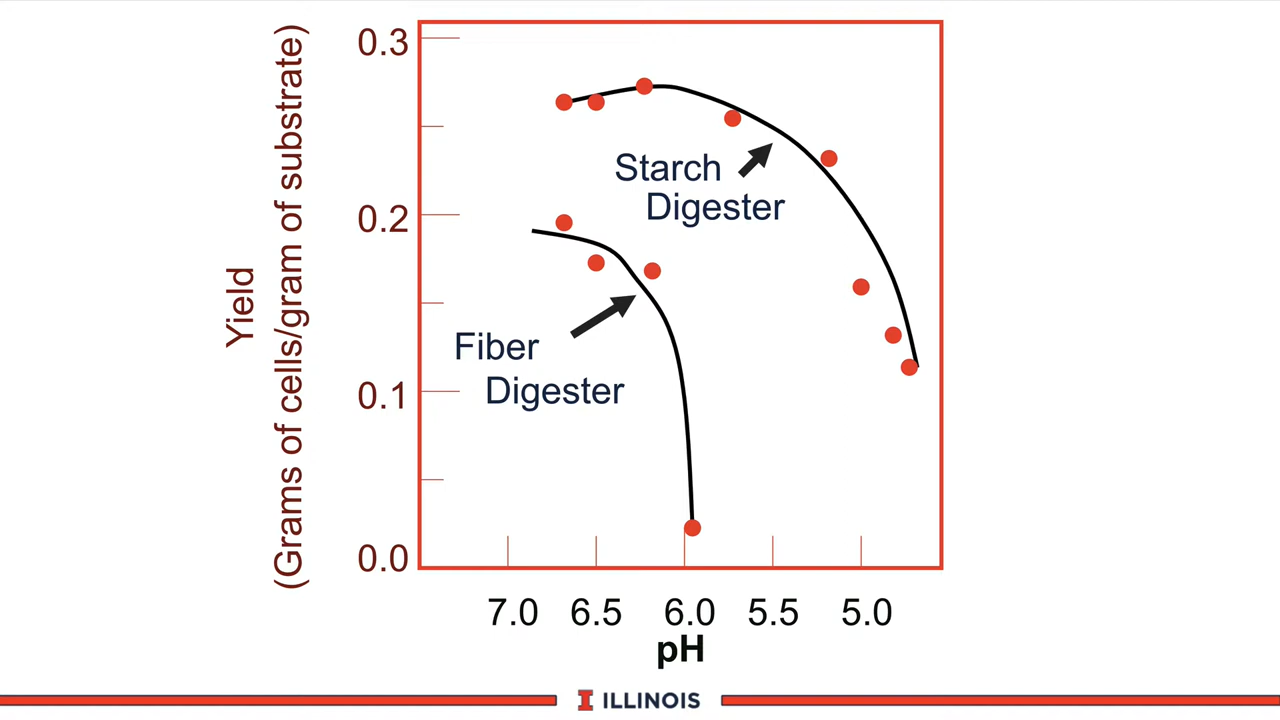 Yield
(Grams of cells/gram of substrate)
0.3
0.2
0.1
0.0
Starch
Digester
Fiber
Digester
7.0 6.5 6.0 5.5 5.0
pH
I ILLINOIS